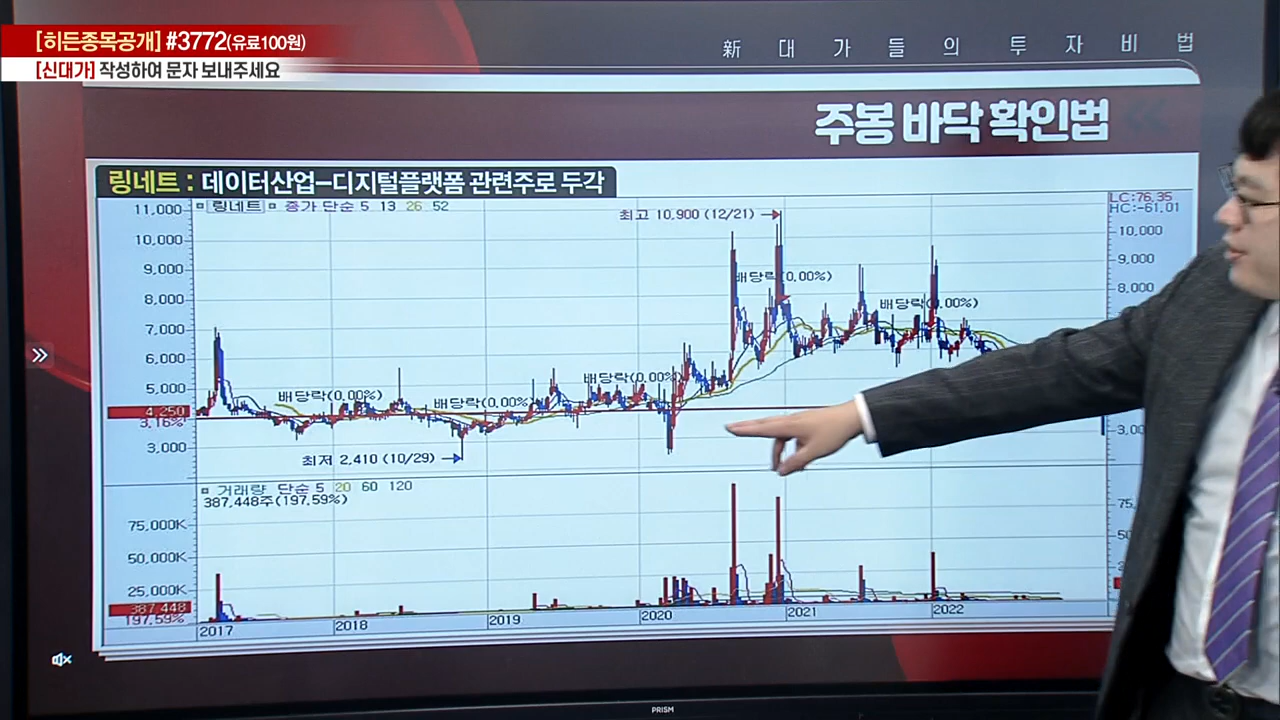 [히든종목공개] #3772(유료100원)
[신대가] 작성하여 문자 보내주세요
新 대 가 들 의 투 자 비 법
주봉 바닥 확인법
링네트 : 데이터산업-디지털플랫폼 관련주로 두각
링네트 종가 단순 5 13 26 52
LC:76.35
HC:-61.01
최고 10,900 (12/21)
11,000
10,000
9,000
8,000
7,000
6,000
5,000
4,250
3.16%
3,000
10,000
9,000
8,000
3,000
배당락(0.00%)
배당락(0.00%)
배당락(0.00%)
배당락(0.00%)
배당락(0.00%)
최저 2,410 (10/29)
거래량 단순 5 20 60 120
387,448주(197.59%)
75,000K
50,000K
25,000K
387,448
197.59%
2017 2018 2019 2020 2021 2022
PRISM